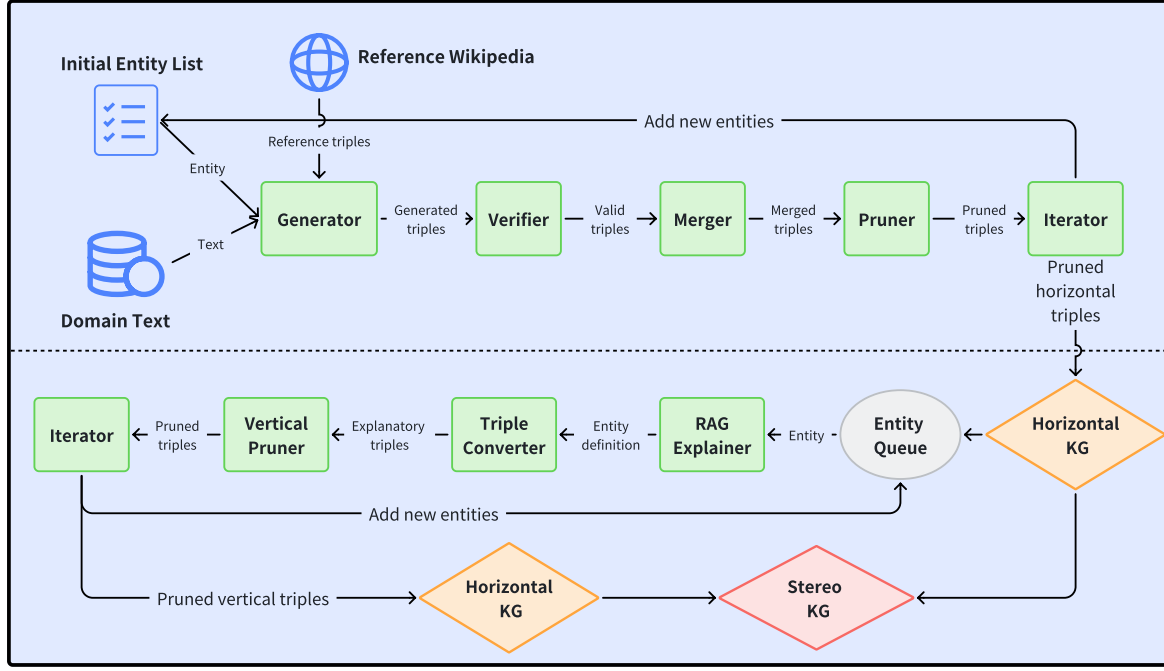 Initial Entity List
Reference Wikipedia
Add new entities
Reference triples
Entity
Generator
Generated
triples
Verifier
Valid
triples
Merger
Merged
triples
Pruner
Pruned
triples
Iterator
Text
Domain Text
Pruned
horizontal
triples
Iterator
Pruned
triples
Vertical
Pruner
Explanatory
triples
Triple
Converter
Entity
definition
RAG
Explainer
Entity
Entity
Queue
Horizontal
KG
Add new entities
Pruned vertical triples
Horizontal
KG
Stereo
KG